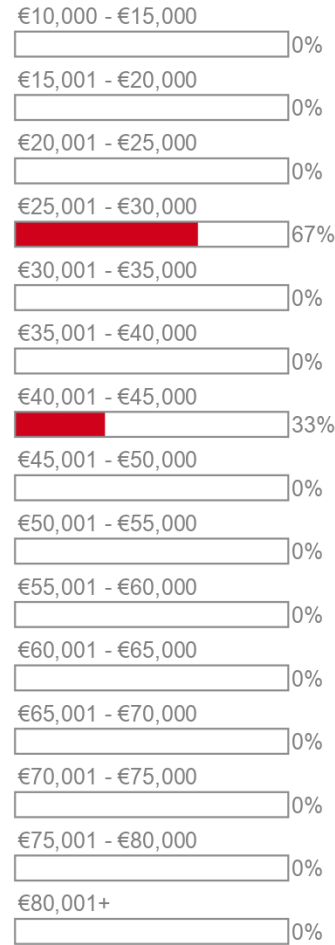 €10,000 - €15,000
0%
€15,001 - €20,000
0%
€20,001 - €25,000
0%
€25,001 - €30,000
67%
€30,001 - €35,000
0%
€35,001 - €40,000
0%
€40,001 - €45,000
33%
€45,001 - €50,000
0%
€50,001 - €55,000
0%
€55,001 - €60,000
0%
€60,001 - €65,000
0%
€65,001 - €70,000
0%
€70,001 - €75,000
0%
€75,001 - €80,000
0%
€80,001+
0%